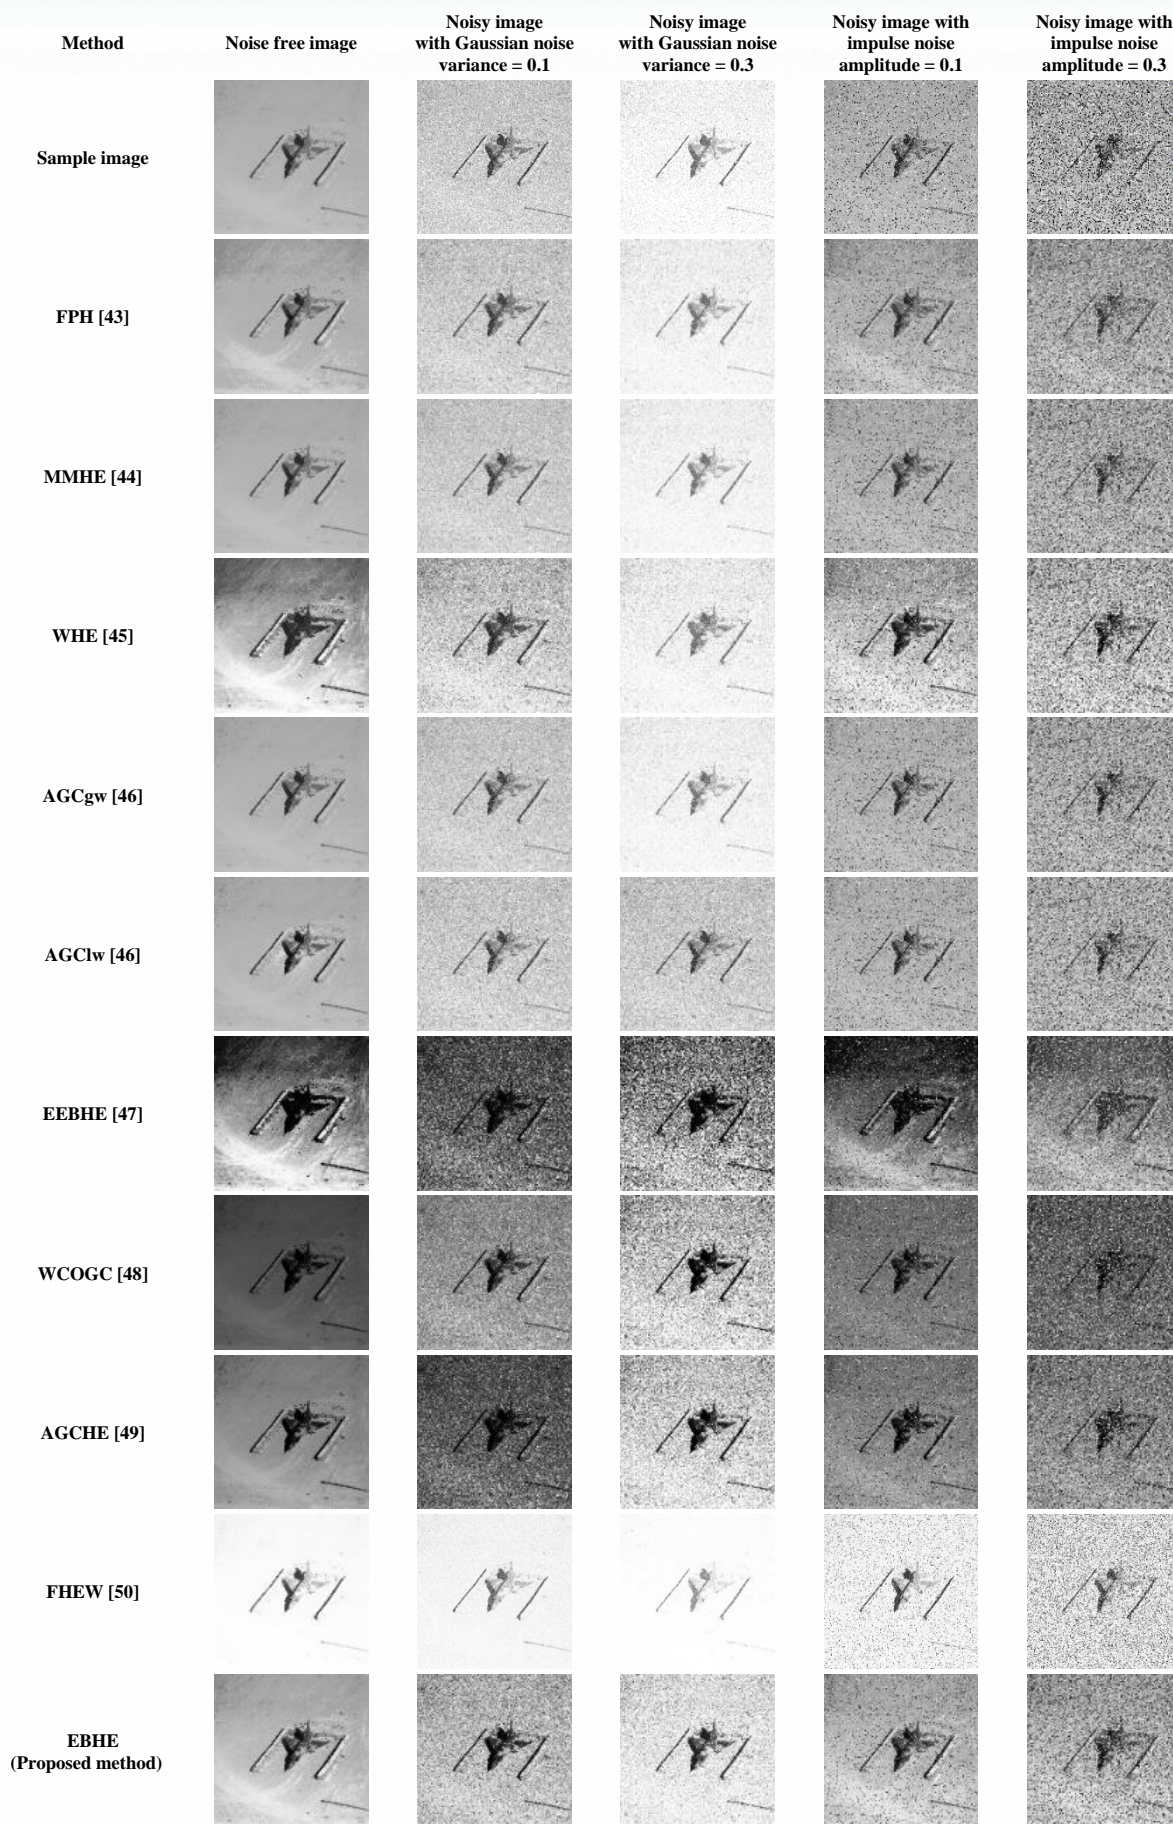 Method
Noise free image
Noisy image
with Gaussian noise
variance = 0.1
Noisy image
with Gaussian noise
variance = 0.3
Noisy image with
impulse noise
amplitude = 0.1
Noisy image with
impulse noise
amplitude = 0.3
Sample image
FPH [43]
MMHE [44]
WHE [45]
AGCgw [46]
AGClw [46]
EEBHE [47]
WCOGC [48]
AGCHE [49]
FHEW [50]
EBHE
(Proposed method)